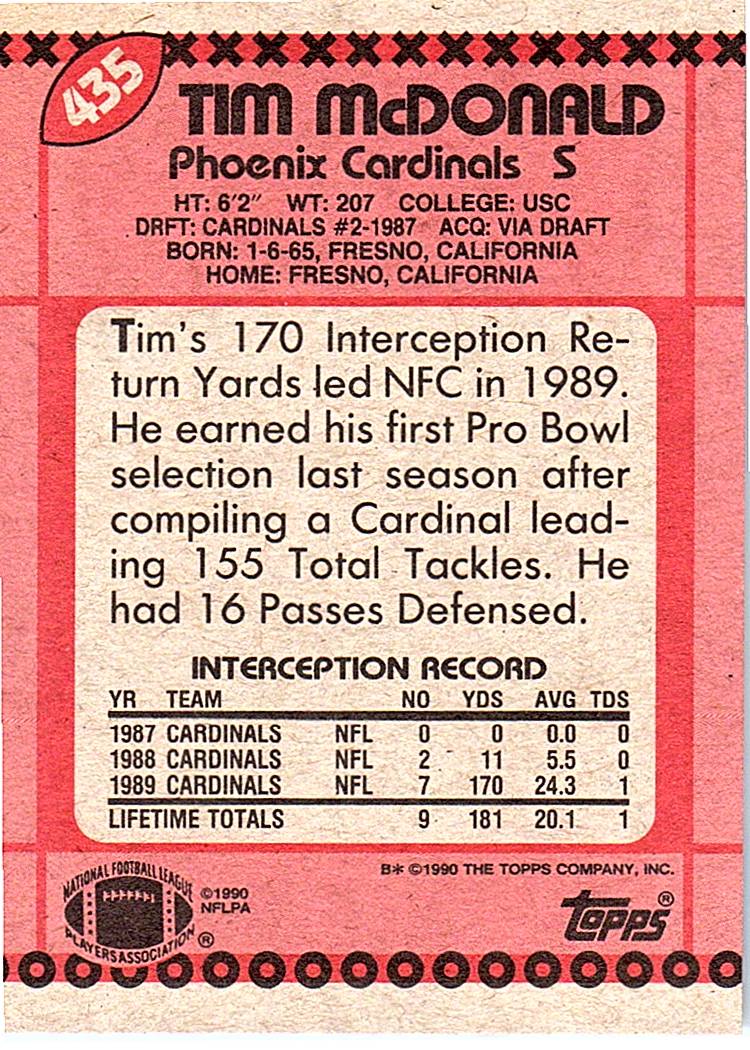 435
TIM McDONALD
Phoenix Cardinals S
HT: 6'2" WT: 207 COLLEGE: USC
DRFT: CARDINALS #2-1987 ACQ: VIA DRAFT
BORN: 1-6-65, FRESNO, CALIFORNIA
HOME: FRESNO, CALIFORNIA
Tim's 170 Interception Re-
turn Yards led NFC in 1989.
He earned his first Pro Bowl
selection last season after
compiling a Cardinal lead-
ing 155 Total Tackles. He
had 16 Passes Defensed.
INTERCEPTION RECORD
YR TEAM NO YDS AVG TDS
1987 CARDINALS NFL 0 0 0.0 0
1988 CARDINALS NFL 2 11 5.5 0
1989 CARDINALS NFL 7 170 24.3 1
LIFETIME TOTALS 9 181 20.1 1
B* ©1990 THE TOPPS COMPANY, INC.
NATIONAL FOOTBALL LEAGUE
PLAYERS ASSOCIATION ®
©1990
NFLPA
topps ®